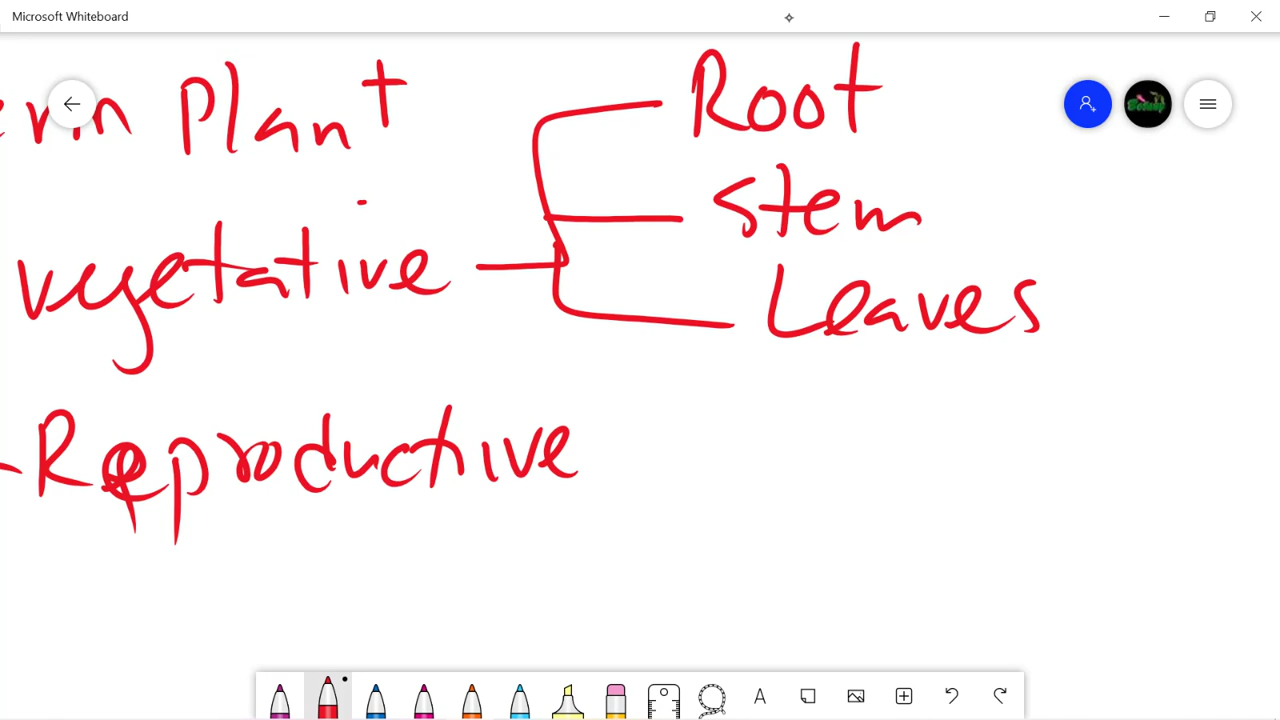 Microsoft Whiteboard
Plant
Root
stem
vegetative
Leaves
Reproductive
A